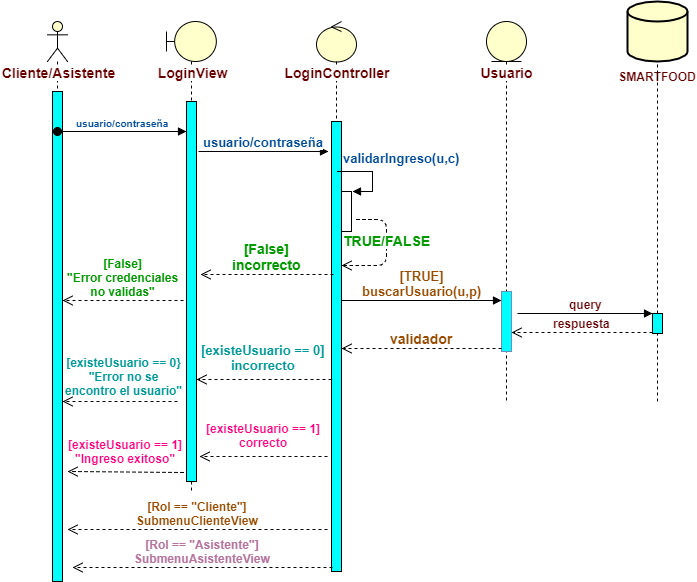 Cliente/Asistente
LoginView
LoginController
Usuario
SMARTFOOD
usuario/contraseña
usuario/contraseña
validarIngreso(u,c)
TRUE/FALSE
[False]
incorrecto
[False]
"Error credenciales
no validas"
[TRUE]
buscarUsuario(u,p)
query
respuesta
validador
[existeUsuario == 0]
incorrecto
[existeUsuario == 0}
"Error no se
encontro el usuario"
[existeUsuario == 1]
correcto
[existeUsuario == 1]
"Ingreso exitoso"
[Rol == "Cliente"]
SubmenuClienteView
[Rol == "Asistente"]
SubmenuAsistenteView